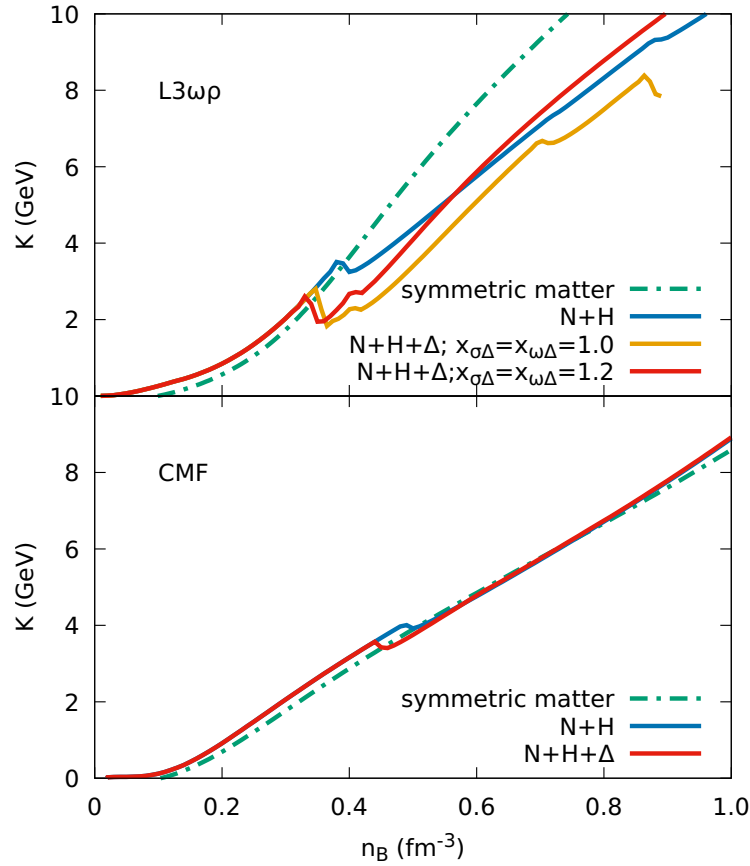 10
L3ωρ
8
6
K (GeV)
4
symmetric matter
N+H
2
N+H+Δ; xσΔ=xωΔ=1.0
N+H+Δ;xσΔ=xωΔ=1.2
10
CMF
8
6
K (GeV)
4
symmetric matter
2
N+H
N+H+Δ
0
0 0.2 0.4 0.6 0.8 1.0
nB (fm-3)